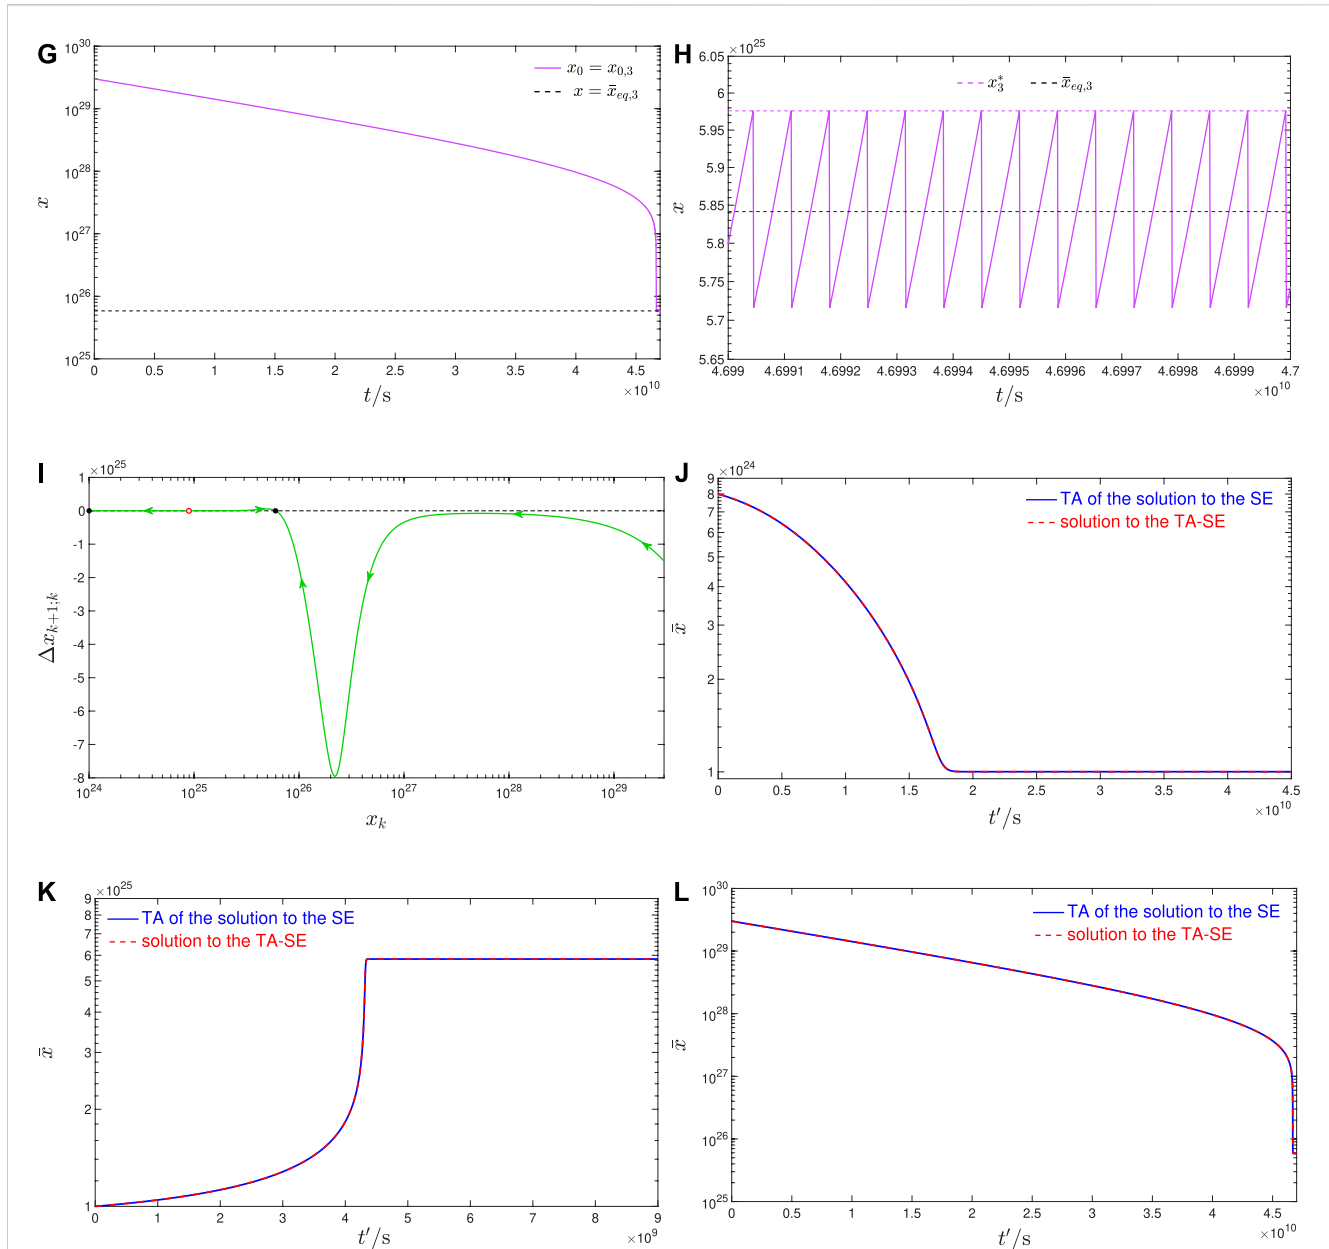 G
10^30
10^29
10^28
10^27
10^26
10^25
x
x_0 = x_{0,3}
x = x̄_{eq,3}
0 0.5 1 1.5 2 2.5 3 3.5 4 4.5
×10^10
t/s
H
×10^25
6.05
6
5.95
5.9
5.85
5.8
5.75
5.7
5.65
x
x_3^* x̄_{eq,3}
4.699 4.6991 4.6992 4.6993 4.6994 4.6995 4.6996 4.6997 4.6998 4.6999 4.7
×10^10
t/s
I
×10^25
1
0
-1
-2
-3
-4
-5
-6
-7
-8
Δx_{k+1;k}
10^24 10^25 10^26 10^27 10^28 10^29
x_k
J
×10^24
9
8
7
6
5
4
3
2
1
x̄
TA of the solution to the SE
solution to the TA-SE
0 0.5 1 1.5 2 2.5 3 3.5 4 4.5
×10^10
t′/s
K
×10^25
9
8
7
6
5
4
3
2
1
x̄
TA of the solution to the SE
solution to the TA-SE
0 1 2 3 4 5 6 7 8 9
×10^9
t′/s
L
10^30
10^29
10^28
10^27
10^26
10^25
x̄
TA of the solution to the SE
solution to the TA-SE
0 0.5 1 1.5 2 2.5 3 3.5 4 4.5
×10^10
t′/s